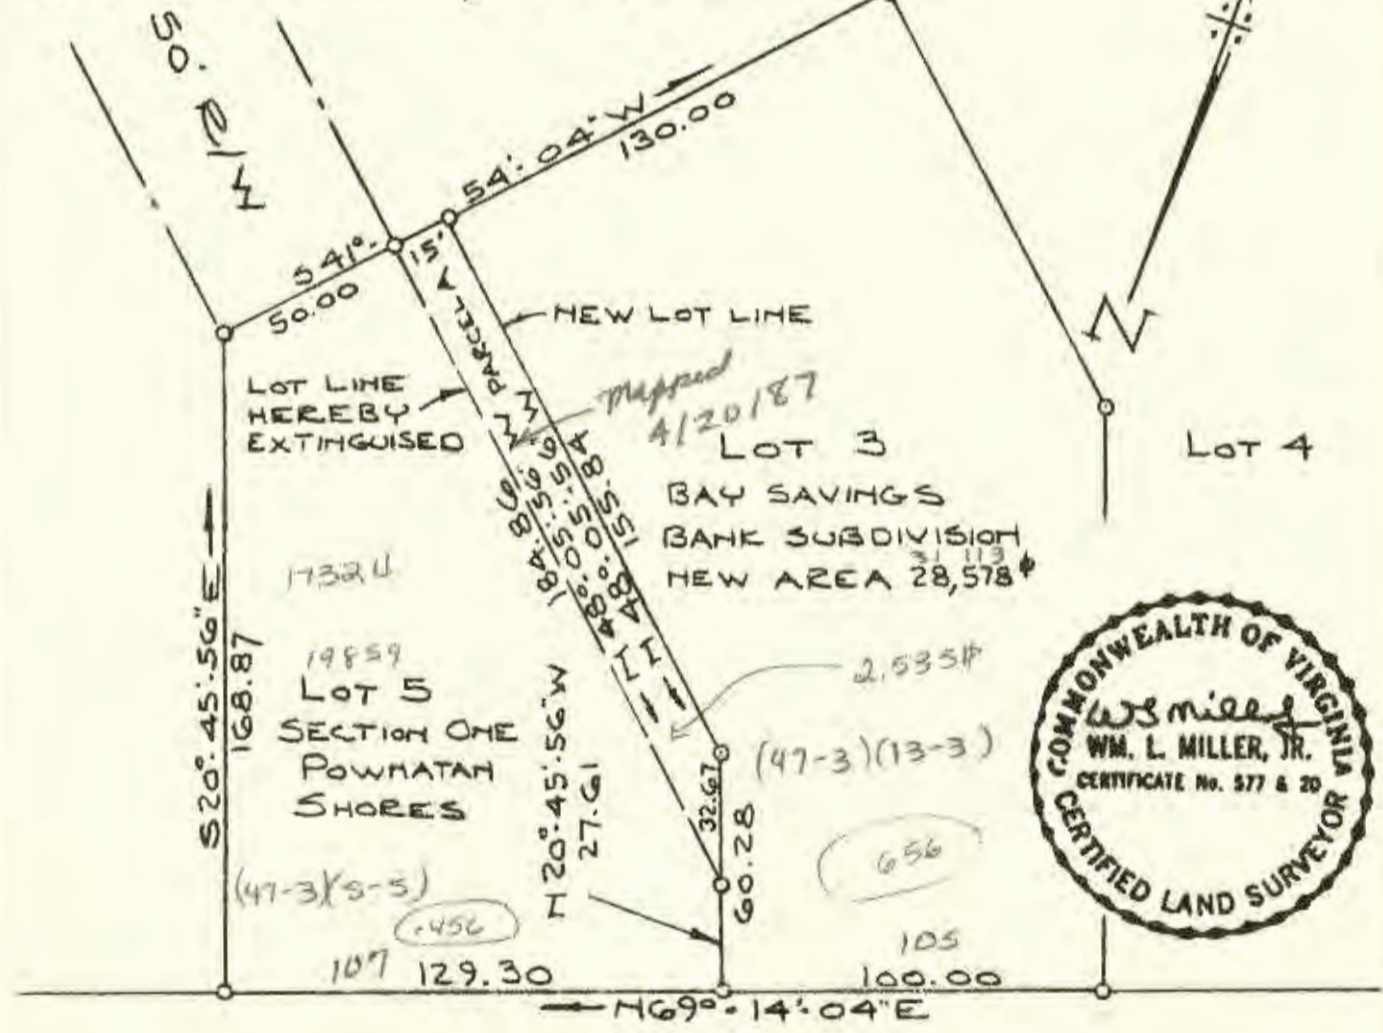 50' R/W
S 41°. 54'. 04" W
50.00
15'
130.00
PARCEL A
NEW LOT LINE
LOT LINE
HEREBY
EXTINGUISED
Mapped
4/20/87
LOT 3
BAY SAVINGS
BANK SUBDIVISION
31 113
NEW AREA 28,578
LOT 4
N
184.86
N 48°. 05'. 56" W
N 48°. 05'. 56" W
155.84
S 20°. 45'. 56" E
168.87
17324
19859
LOT 5
SECTION ONE
POWHATAN
SHORES
(47-3)(5-5)
.456
107
129.30
N 20°. 45'. 56" W
27.61
2,535
32.67
60.28
(47-3)(13-3)
656
105
100.00
N69°. 14'. 04" E
COMMONWEALTH OF VIRGINIA
WM. L. MILLER, JR.
CERTIFICATE No. 577 & 20
CERTIFIED LAND SURVEYOR